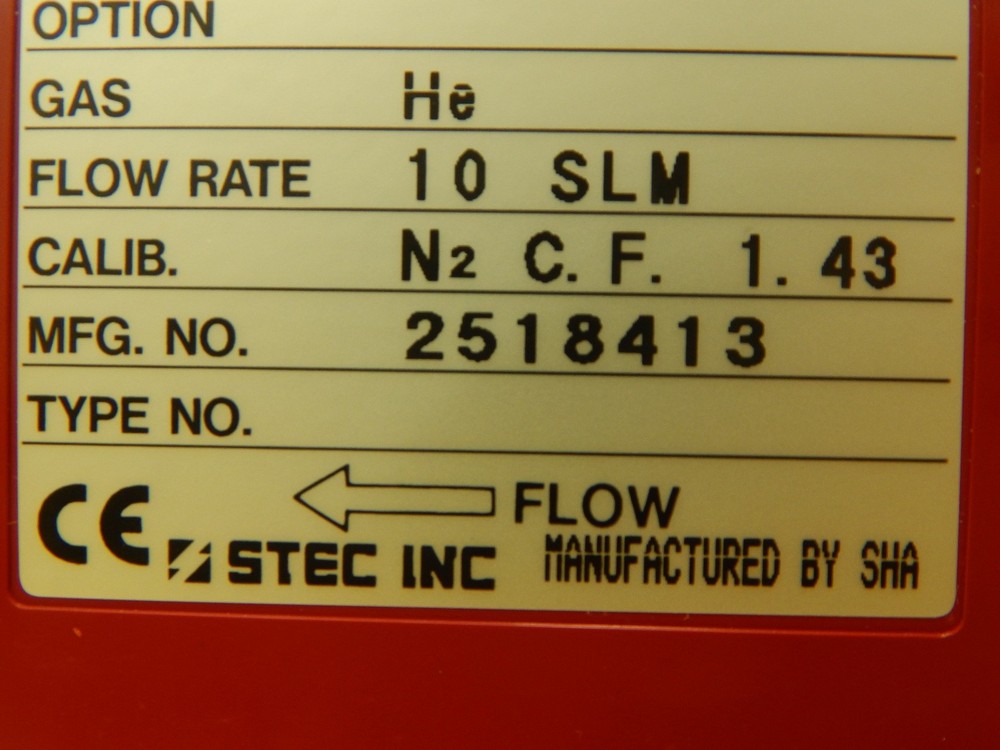 OPTION
GAS He
FLOW RATE 10 SLM
CALIB. N2 C.F. 1.43
MFG. NO. 2518413
TYPE NO.
CE FLOW
STEC INC MANUFACTURED BY SHA